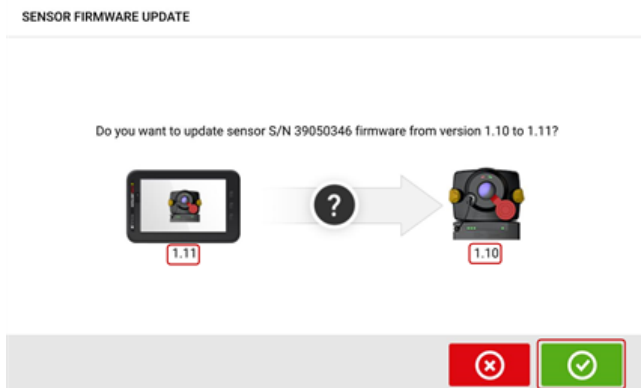 SENSOR FIRMWARE UPDATE
Do you want to update sensor S/N 39050346 firmware from version 1.10 to 1.11?
?
1.11
1.10